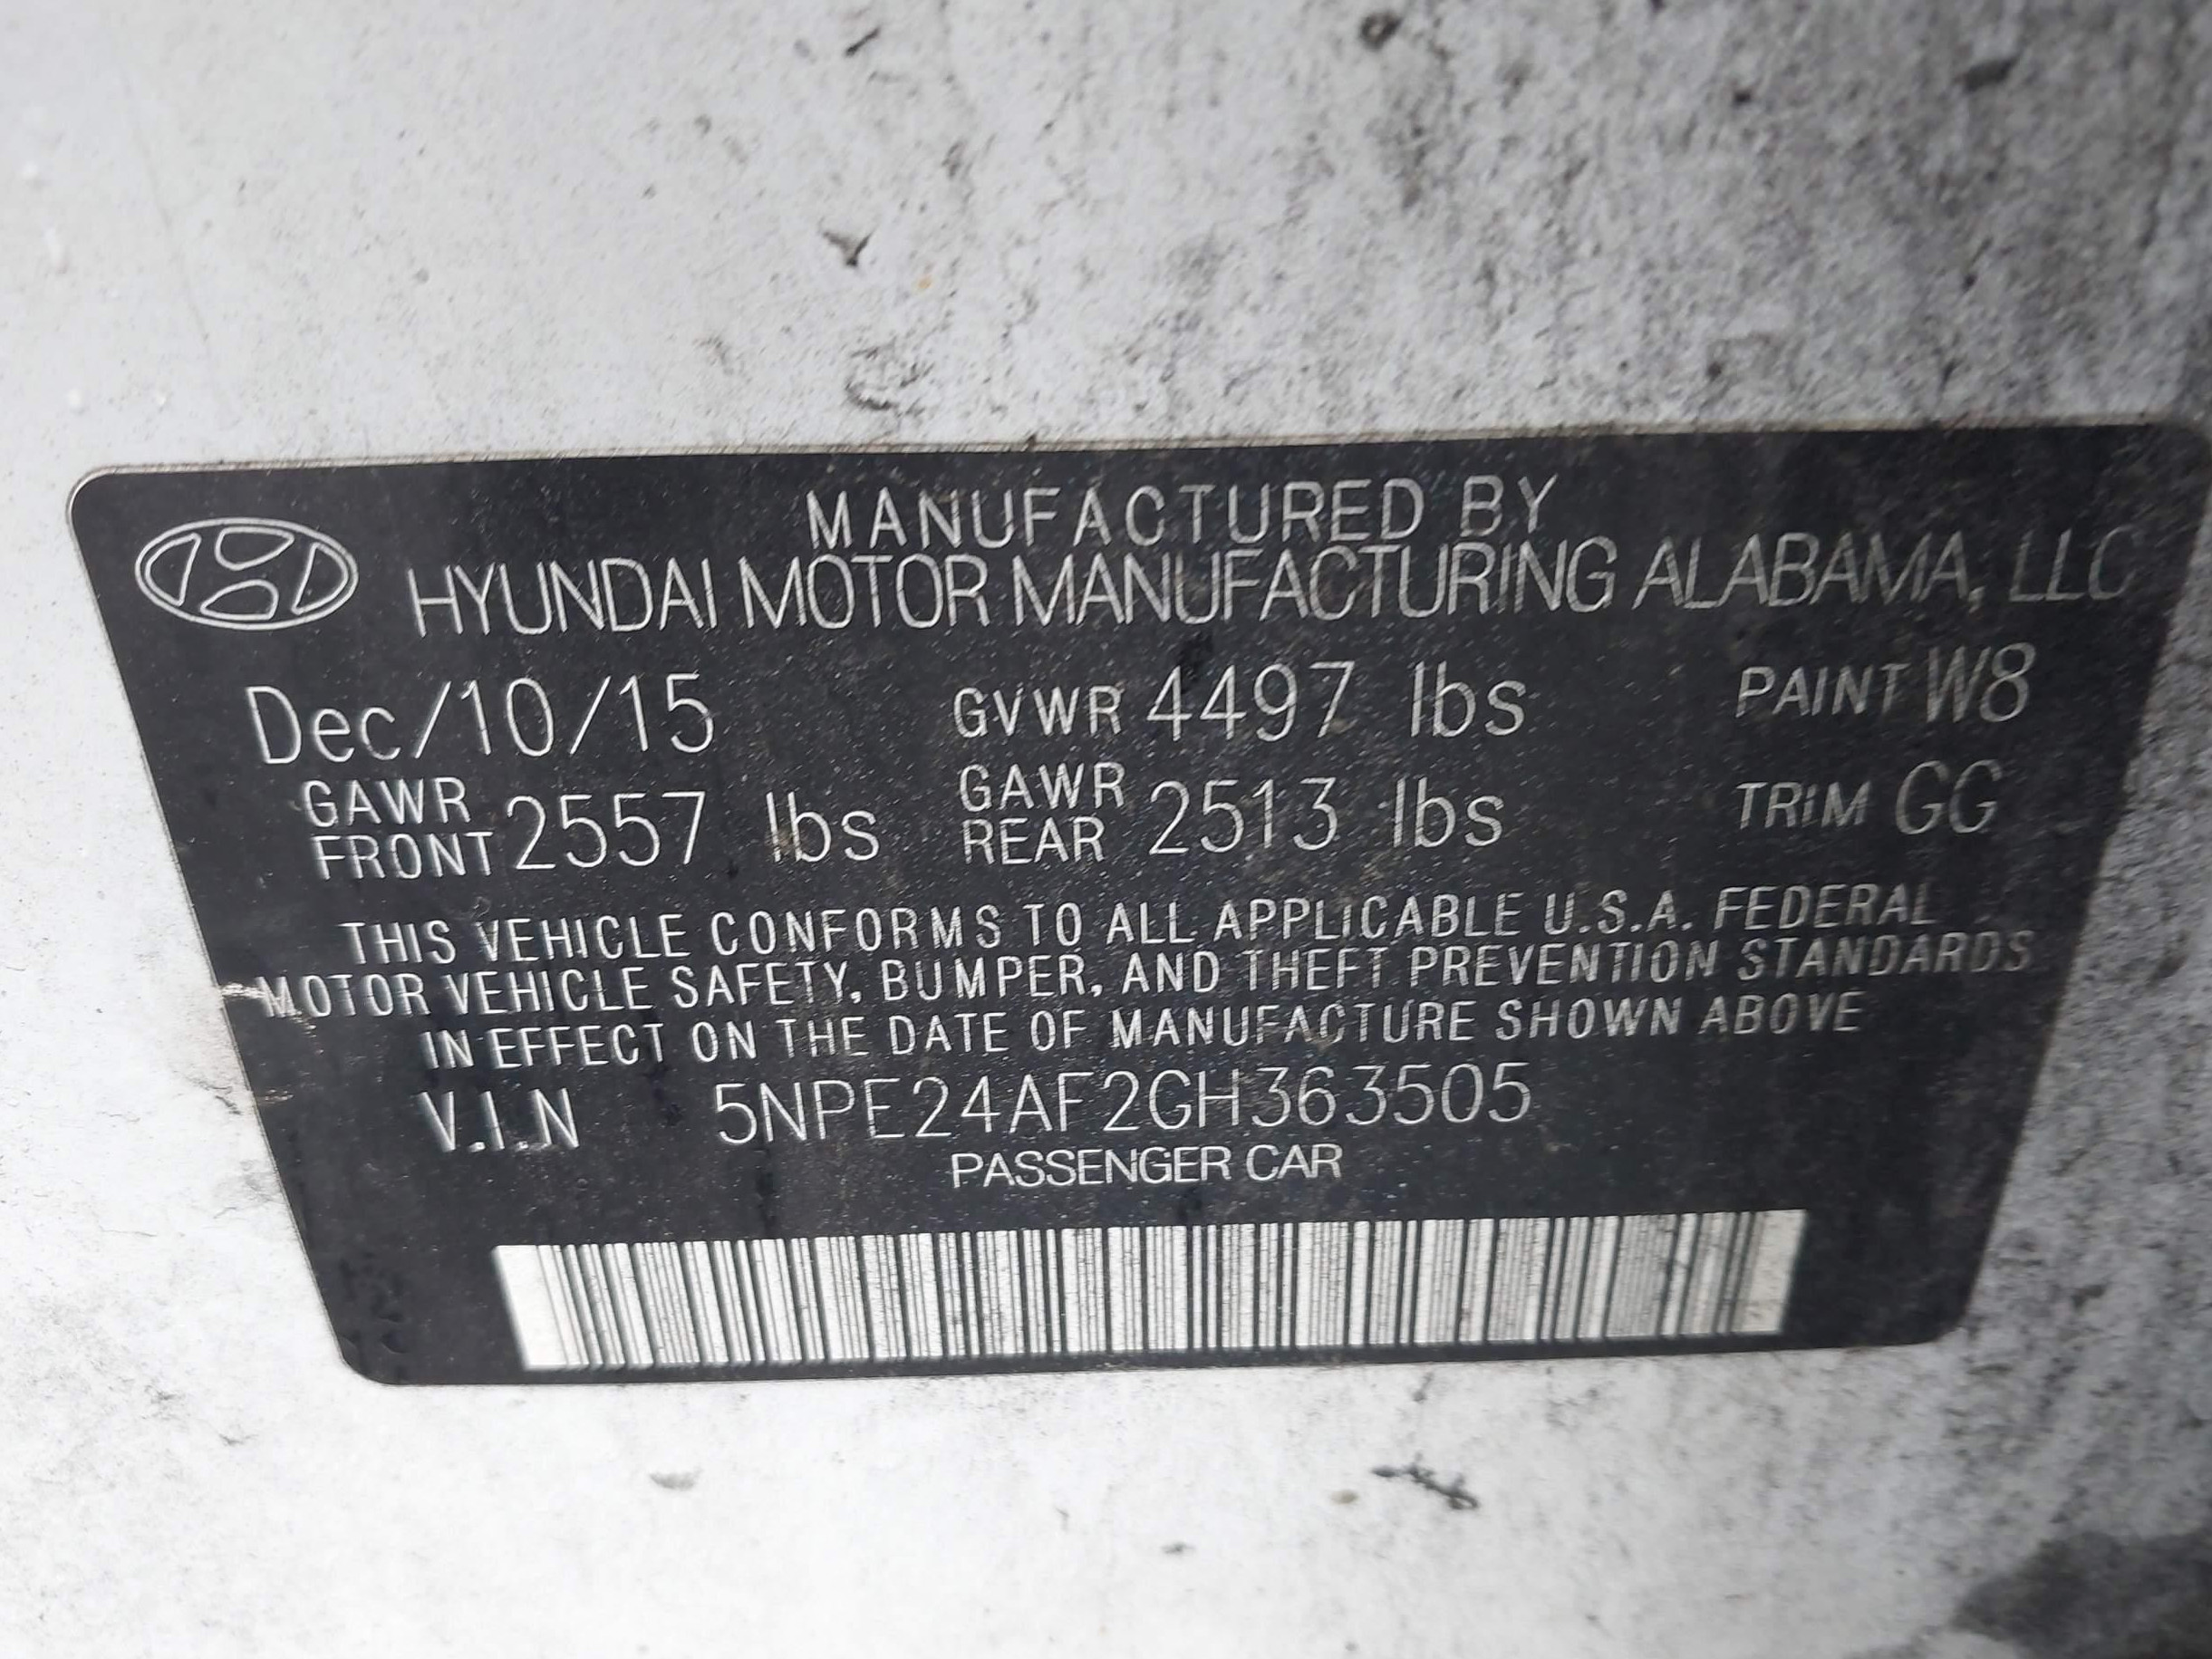 MANUFACTURED BY
HYUNDAI MOTOR MANUFACTURING ALABAMA, LLC
Dec/10/15 GVWR 4497 lbs PAINT W8
GAWR FRONT 2557 lbs GAWR REAR 2513 lbs TRIM GG
THIS VEHICLE CONFORMS TO ALL APPLICABLE U.S.A. FEDERAL
MOTOR VEHICLE SAFETY, BUMPER, AND THEFT PREVENTION STANDARDS
IN EFFECT ON THE DATE OF MANUFACTURE SHOWN ABOVE
V.I.N 5NPE24AF2GH363505
PASSENGER CAR